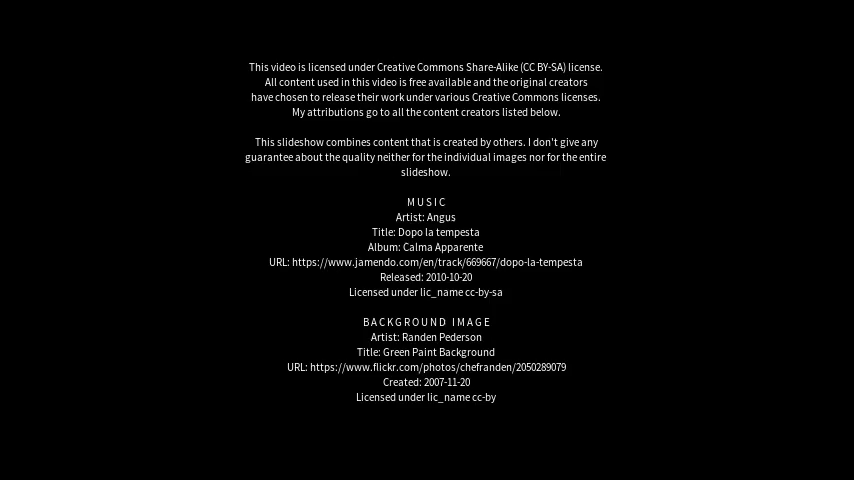 This video is licensed under Creative Commons Share-Alike (CC BY-SA) license.
All content used in this video is free available and the original creators
have chosen to release their work under various Creative Commons licenses.
My attributions go to all the content creators listed below.
This slideshow combines content that is created by others. I don't give any
guarantee about the quality neither for the individual images nor for the entire
slideshow.
MUSIC
Artist: Angus
Title: Dopo la tempesta
Album: Calma Apparente
URL: https://www.jamendo.com/en/track/669667/dopo-la-tempesta
Released: 2010-10-20
Licensed under lic_name cc-by-sa
BACKGROUND IMAGE
Artist: Randen Pederson
Title: Green Paint Background
URL: https://www.flickr.com/photos/chefranden/2050289079
Created: 2007-11-20
Licensed under lic_name cc-by